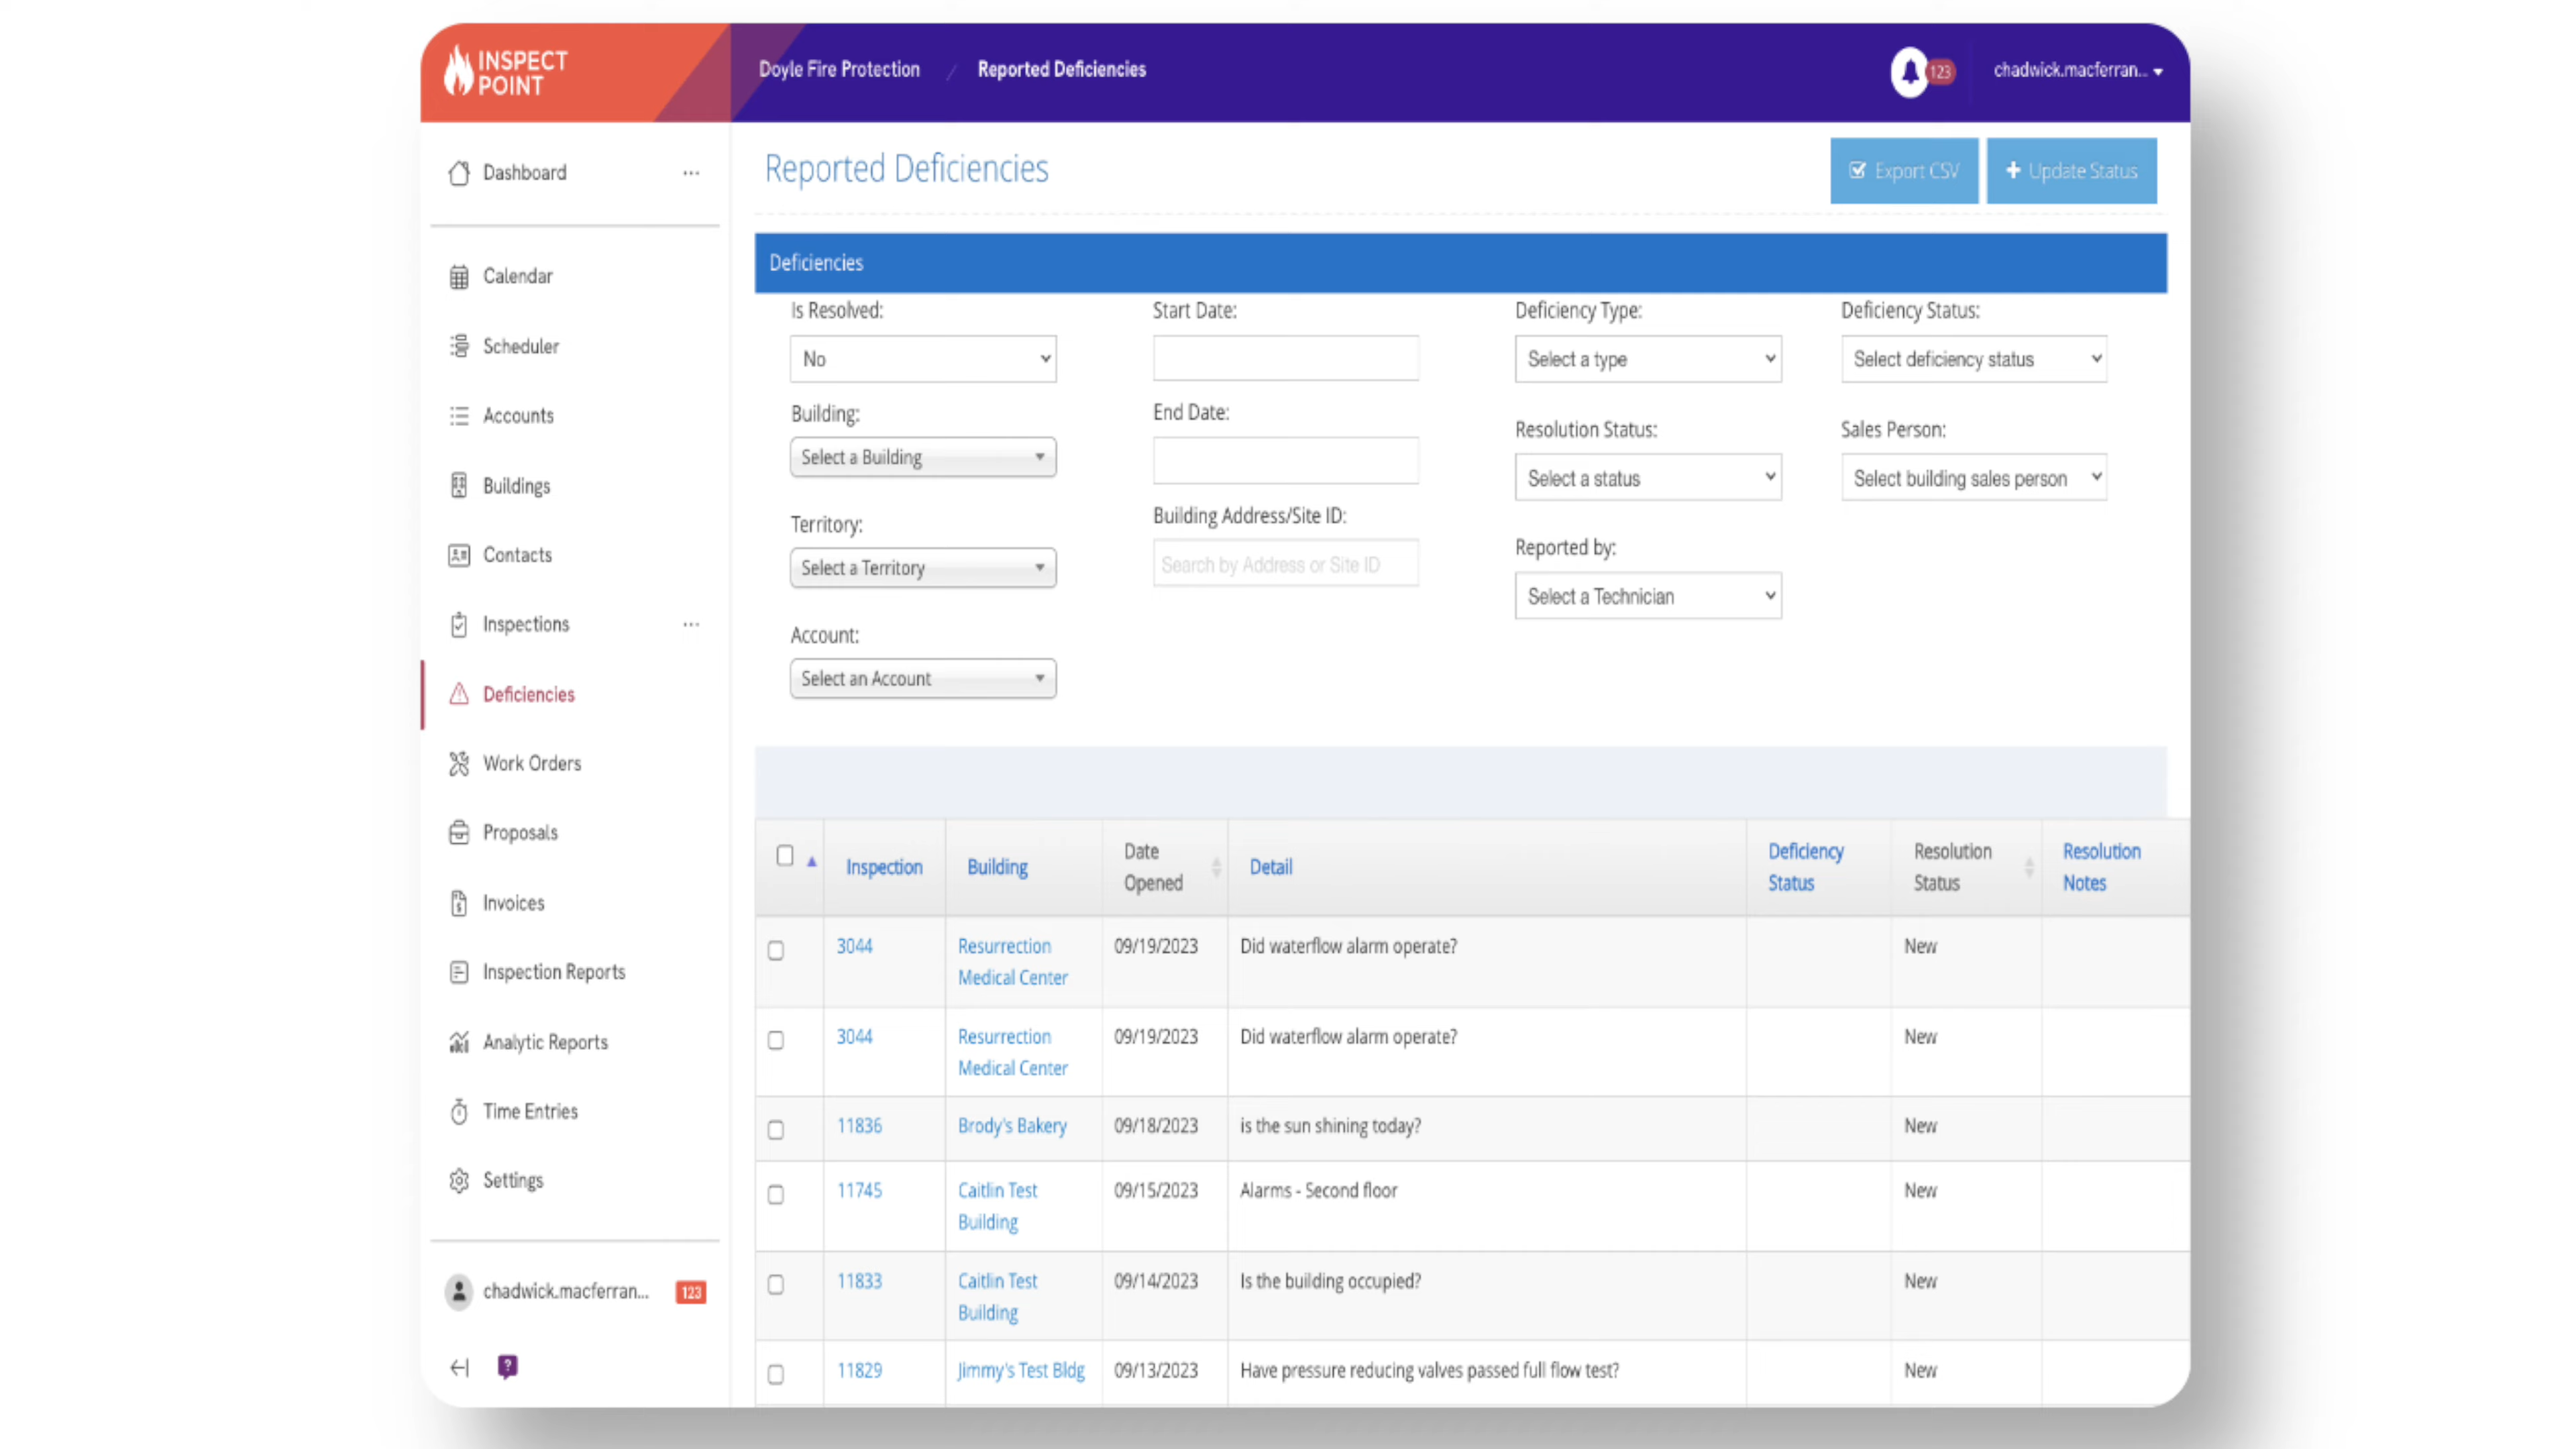 INSPECT
POINT
Doyle Fire Protection / Reported Deficiencies
123
chadwick.macferran...
Dashboard
Calendar
Scheduler
Accounts
Buildings
Contacts
Inspections
Deficiencies
Work Orders
Proposals
Invoices
Inspection Reports
Analytic Reports
Time Entries
Settings
chadwick.macferran... 123
?
Reported Deficiencies
Export CSV
+ Update Status
Deficiencies
Is Resolved:
No
Building:
Select a Building
Territory:
Select a Territory
Account:
Select an Account
Start Date:
End Date:
Building Address/Site ID:
Search by Address or Site ID
Deficiency Type:
Select a type
Resolution Status:
Select a status
Reported by:
Select a Technician
Deficiency Status:
Select deficiency status
Sales Person:
Select building sales person
Inspection
Building
Date
Opened
Detail
Deficiency
Status
Resolution
Status
Resolution
Notes
3044
Resurrection
Medical Center
09/19/2023
Did waterflow alarm operate?
New
3044
Resurrection
Medical Center
09/19/2023
Did waterflow alarm operate?
New
11836
Brody's Bakery
09/18/2023
is the sun shining today?
New
11745
Caitlin Test
Building
09/15/2023
Alarms - Second floor
New
11833
Caitlin Test
Building
09/14/2023
Is the building occupied?
New
11829
Jimmy's Test Bldg
09/13/2023
Have pressure reducing valves passed full flow test?
New